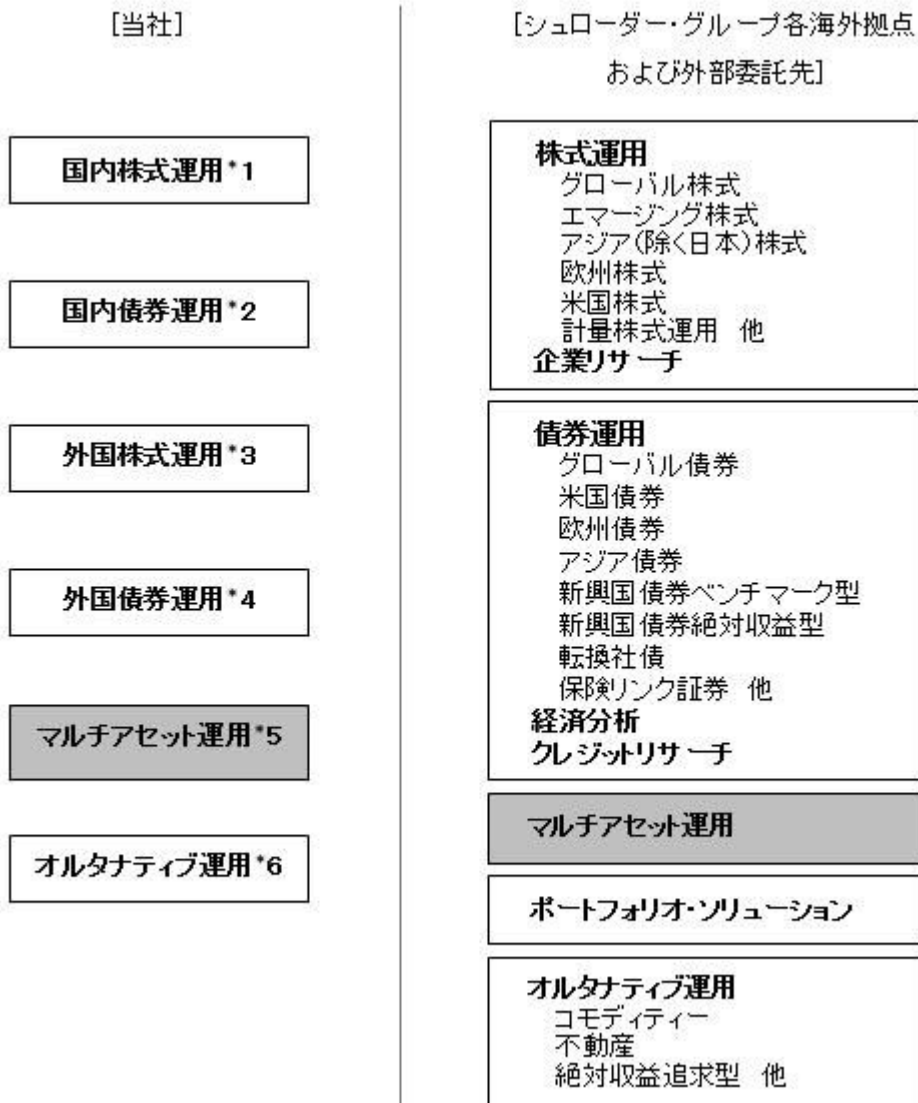 [当社]
国内株式運用*1
国内債券運用*2
外国株式運用*3
外国債券運用*4
マルチアセット運用*5
オルタナティブ運用*6
[シュローダー・グループ各海外拠点
および外部委託先]
株式運用
グローバル株式
エマージング株式
アジア(除く日本)株式
欧州株式
米国株式
計量株式運用 他
企業リサーチ
債券運用
グローバル債券
米国債券
欧州債券
アジア債券
新興国債券ベンチマーク型
新興国債券絶対収益型
転換社債
保険リンク証券 他
経済分析
クレジットリサーチ
マルチアセット運用
ポートフォリオ・ソリューション
オルタナティブ運用
コモディティー
不動産
絶対収益追求型 他